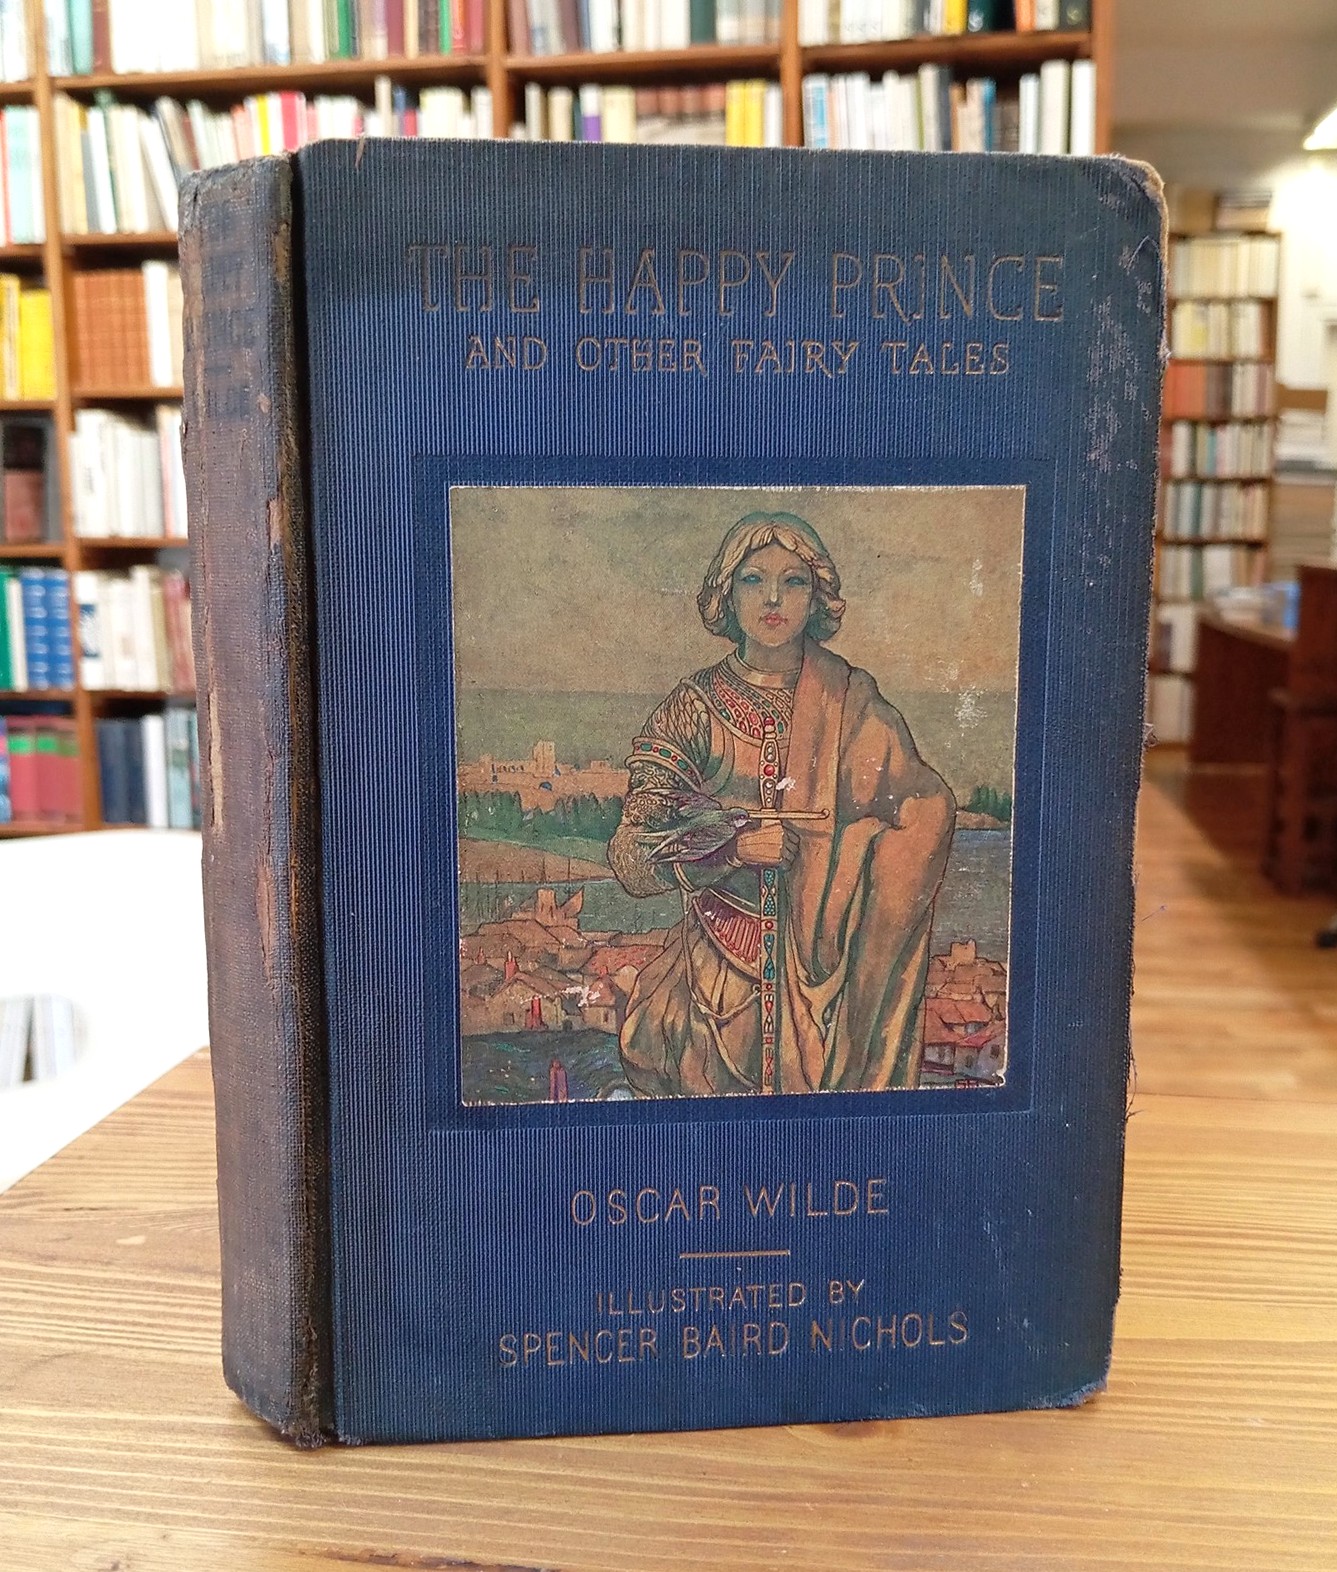 THE HAPPY PRINCE
AND OTHER FAIRY TALES
OSCAR WILDE
ILLUSTRATED BY
SPENCER BAIRD NICHOLS